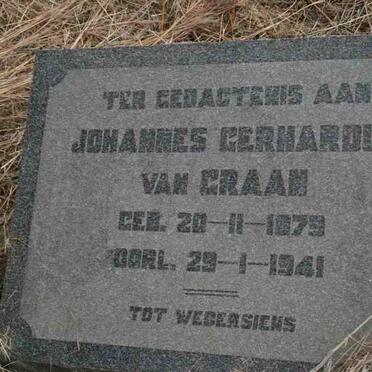 TER GEDAGTENIS AAN
JOHANNES GERHARDU
VAN GRAAN
GEB. 20-11-1879
OORL. 29-1-1941
TOT WEDERSIENS